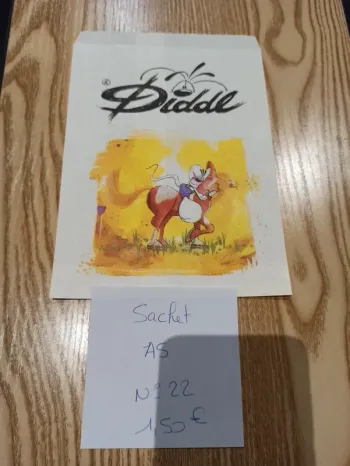 ® Diddl
Sachet
A5
N°22
1,50€